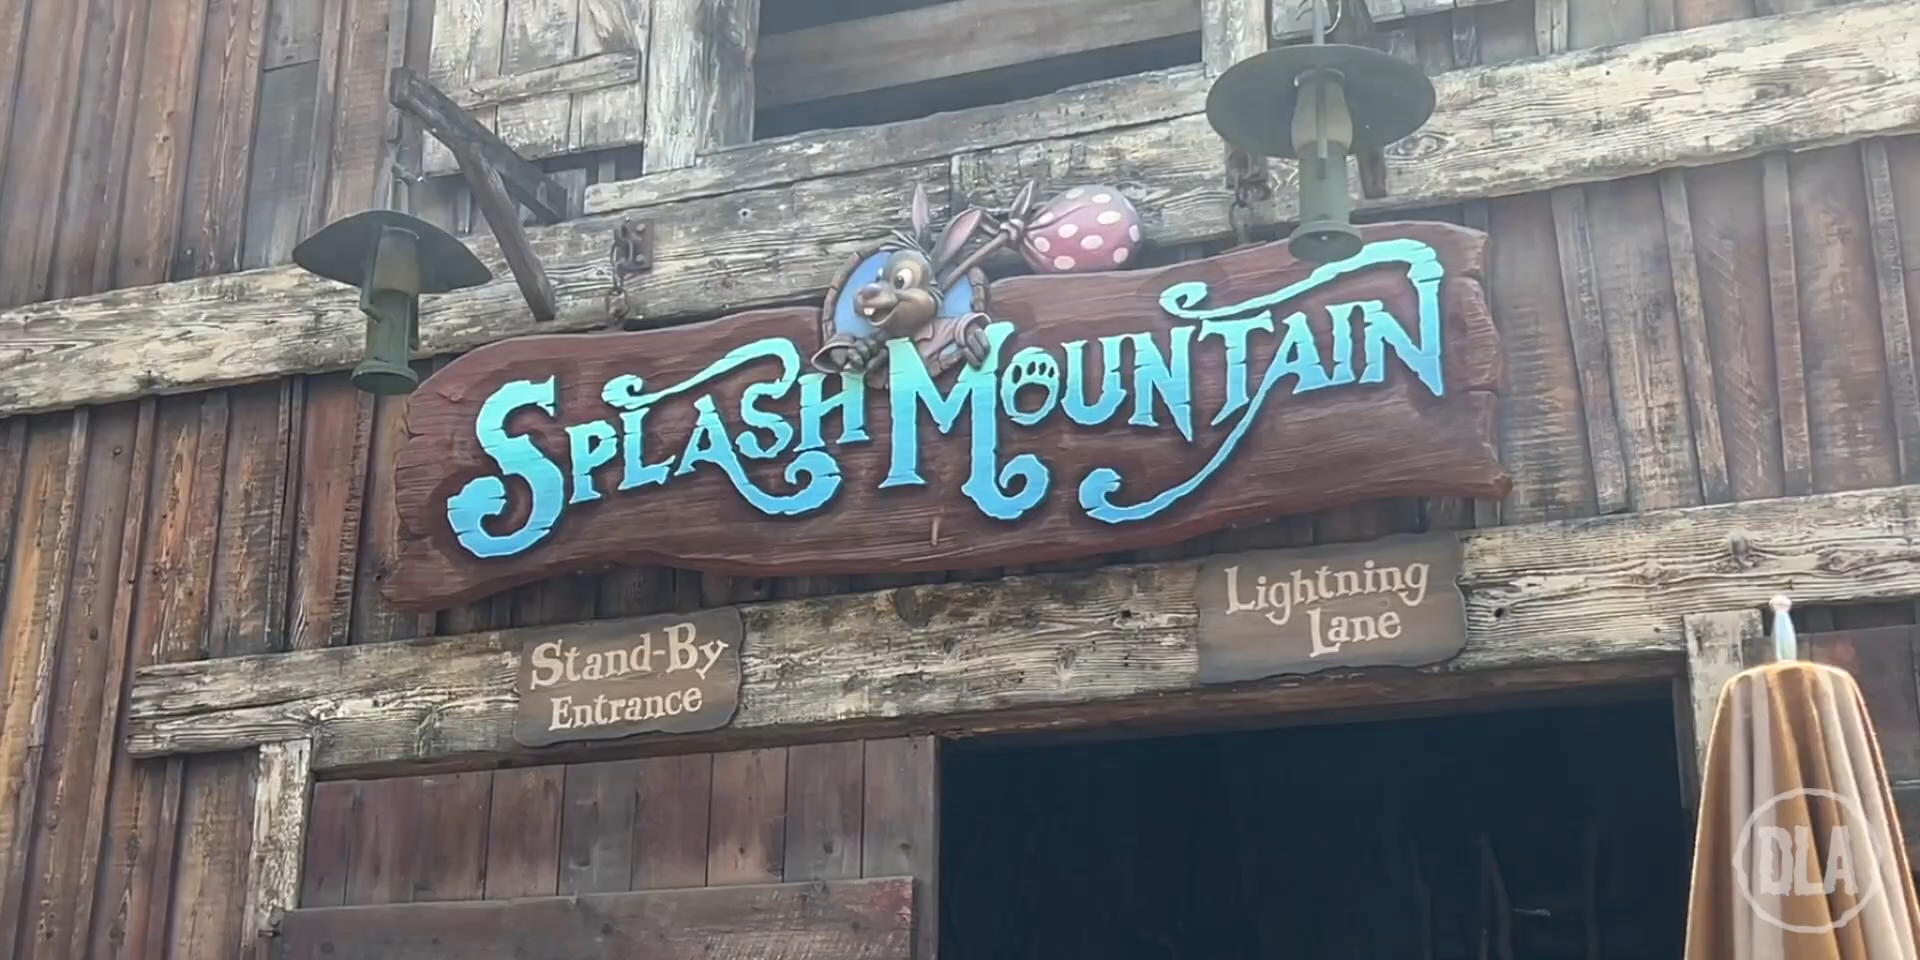 Splash Mountain
Stand-By
Entrance
Lightning
Lane
DLA